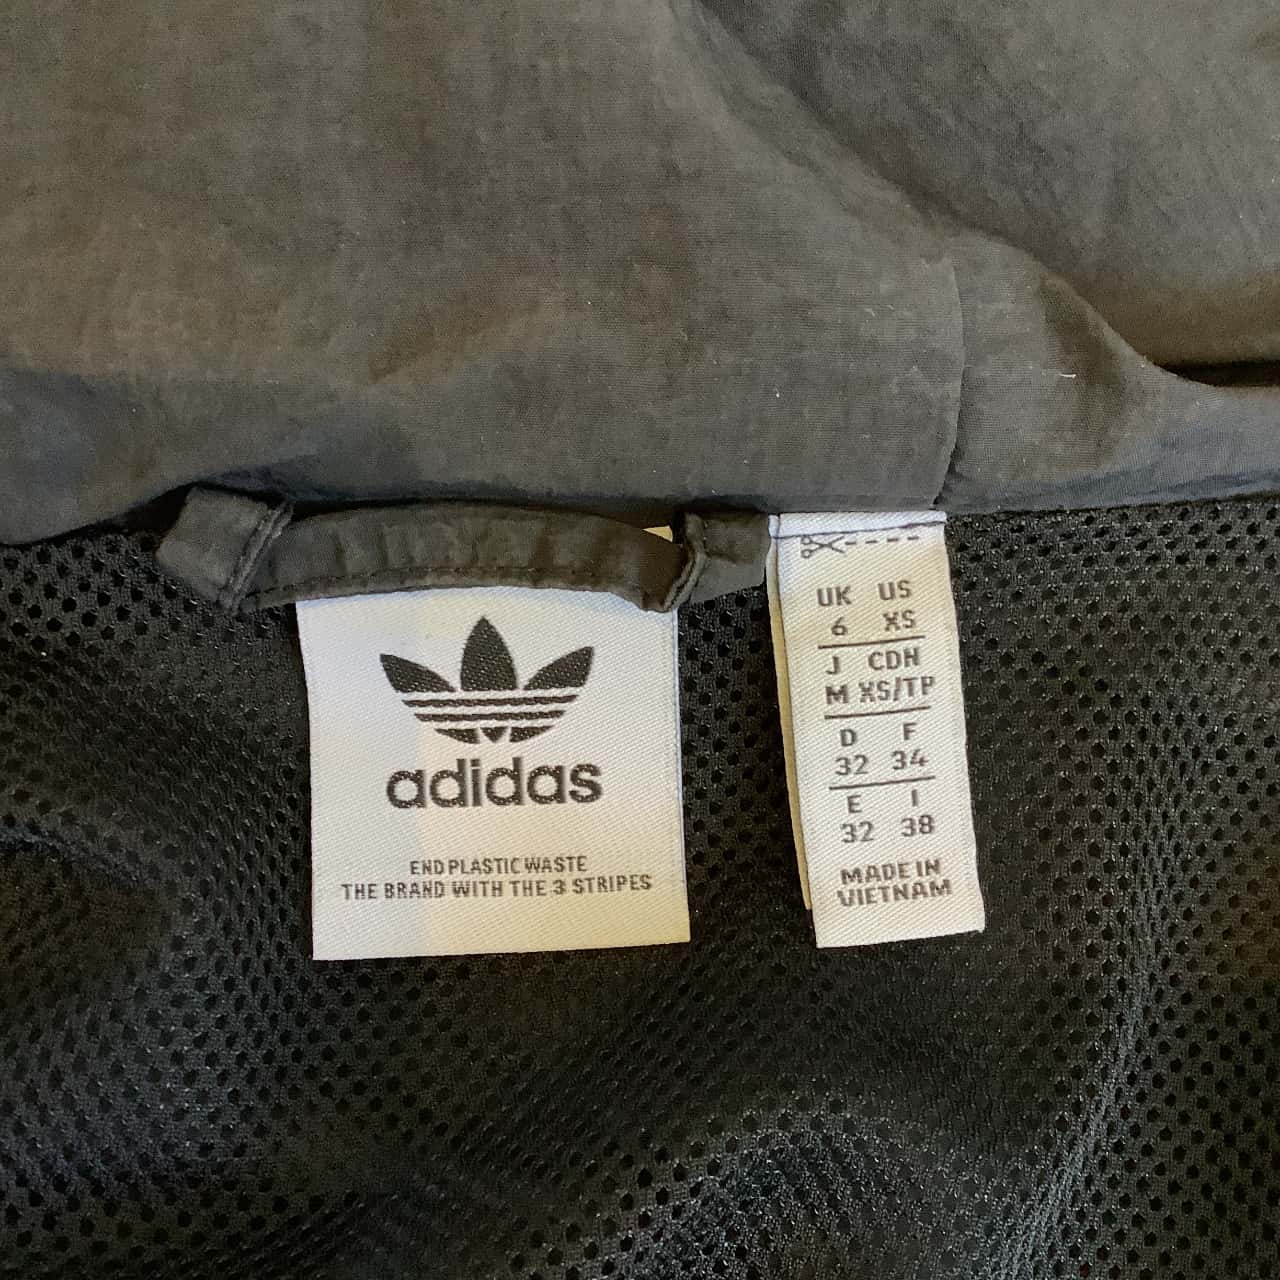 adidas
END PLASTIC WASTE
THE BRAND WITH THE 3 STRIPES
UK US
6 XS
J CDN
M XS/TP
D F
32 34
E I
32 38
MADE IN
VIETNAM